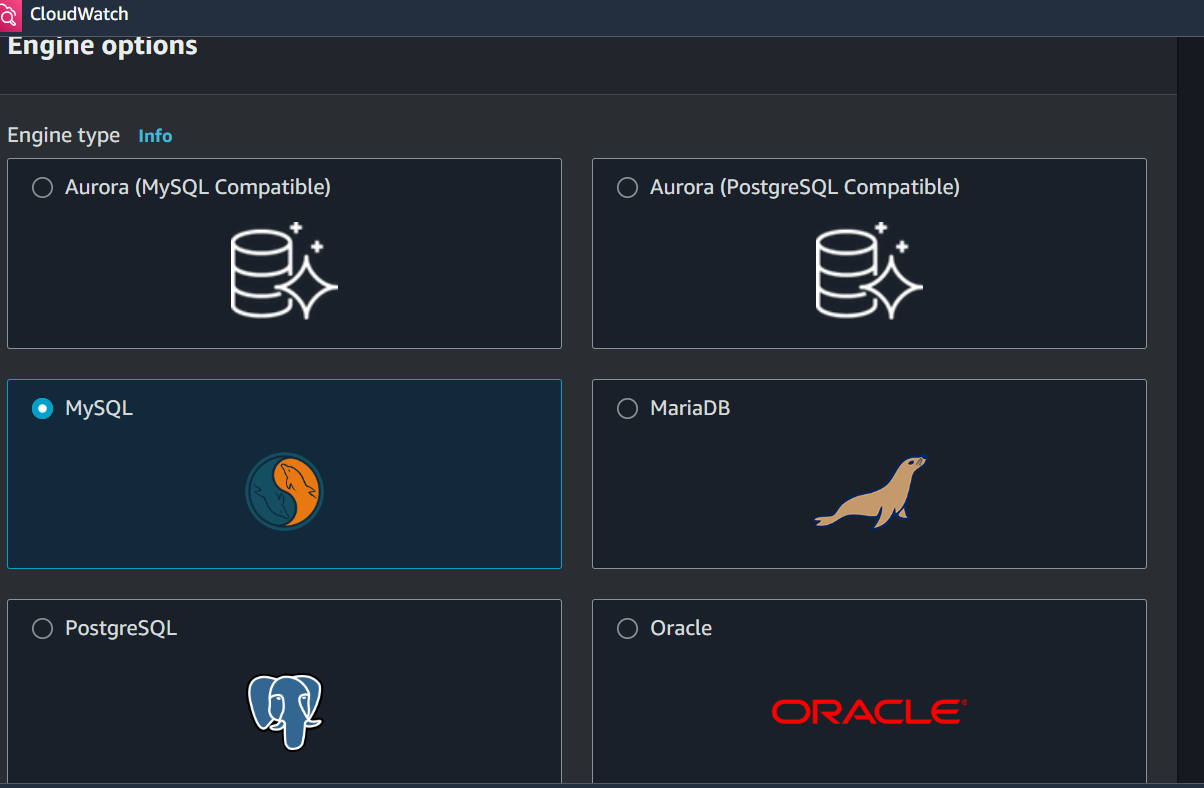 CloudWatch
Engine options
Engine type Info
Aurora (MySQL Compatible)
Aurora (PostgreSQL Compatible)
MySQL
MariaDB
PostgreSQL
Oracle
ORACLE®